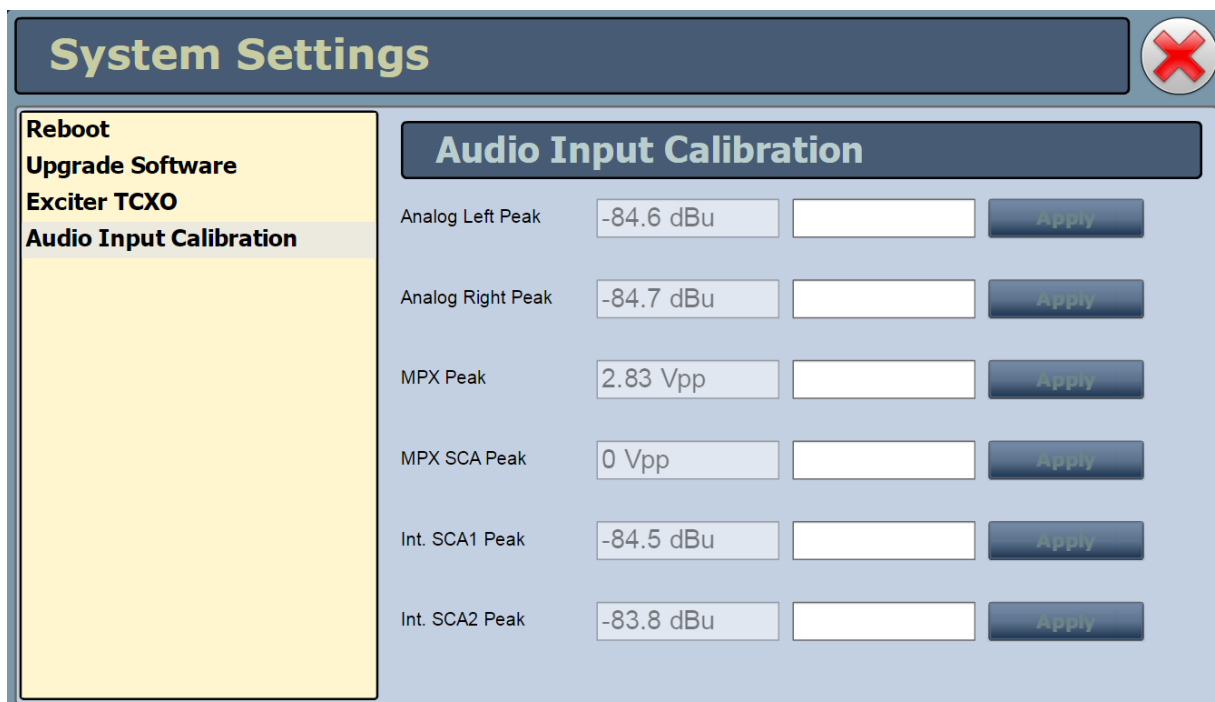 System Settings
Reboot
Upgrade Software
Exciter TCXO
Audio Input Calibration
Audio Input Calibration
Analog Left Peak -84.6 dBu Apply
Analog Right Peak -84.7 dBu Apply
MPX Peak 2.83 Vpp Apply
MPX SCA Peak 0 Vpp Apply
Int. SCA1 Peak -84.5 dBu Apply
Int. SCA2 Peak -83.8 dBu Apply